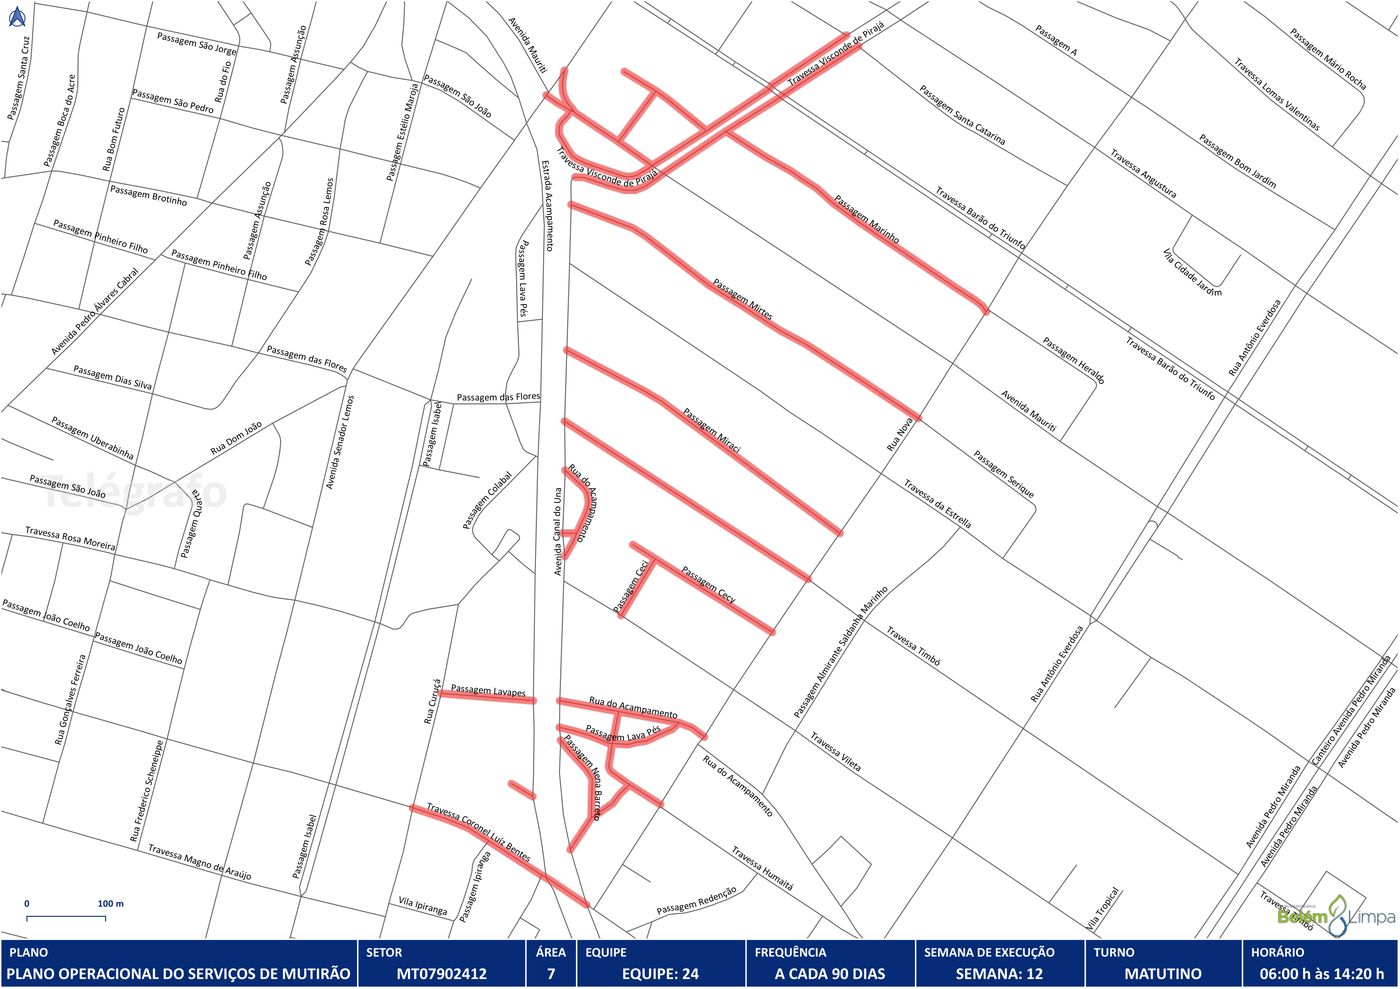 Passagem Santa Cruz
Passagem Boca do Acre
Passagem São Jorge
Rua do Fio
Passagem Assunção
Passagem São Pedro
Rua Bom Futuro
Passagem Estélio Maroja
Passagem São João
Avenida Mauriti
Travessa Visconde de Pirajá
Passagem A
Passagem Mário Rocha
Travessa Lomas Valentinas
Passagem Santa Catarina
Passagem Bom Jardim
Travessa Angustura
Passagem Brotinho
Passagem Assunção
Passagem Rosa Lemos
Estrada Acampamento
Travessa Visconde de Pirajá
Passagem Marinho
Travessa Barão do Triunfo
Passagem Pinheiro Filho
Passagem Pinheiro Filho
Passagem Lava Pés
Vila Cidade Jardim
Avenida Pedro Álvares Cabral
Passagem Mirtes
Rua Antônio Everdosa
Passagem das Flores
Passagem Dias Silva
Passagem Heraldo
Travessa Barão do Triunfo
Passagem das Flores
Avenida Mauriti
Passagem Isabel
Passagem Uberabinha
Rua Dom João
Avenida Senador Lemos
Passagem Miraci
Rua Nova
Passagem Serique
Passagem São João
Telégrafo
Passagem Quarta
Passagem Colabal
Avenida Canal do Una
Rua do Acampamento
Travessa da Estrella
Travessa Rosa Moreira
Passagem Ceci
Passagem Cecy
Passagem João Coelho
Passagem João Coelho
Passagem Almirante Saldanha Marinho
Travessa Timbó
Rua Antônio Everdosa
Rua Gonçalves Ferreira
Rua Curuçá
Passagem Lavapes
Rua do Acampamento
Passagem Lava Pés
Canteiro Avenida Pedro Miranda
Avenida Pedro Miranda
Rua Frederico Scheneippe
Passagem Nena Barreto
Rua do Acampamento
Travessa Vileta
Avenida Pedro Miranda
Avenida Pedro Miranda
Travessa Coronel Luiz Bentes
Passagem Isabel
Travessa Magno de Araújo
Passagem Ipiranga
Vila Ipiranga
Passagem Redenção
Travessa Humaitá
Vila Tropical
0 100 m
Belém Limpa
PLANO
PLANO OPERACIONAL DO SERVIÇOS DE MUTIRÃO
SETOR
MT07902412
ÁREA
7
EQUIPE
EQUIPE: 24
FREQUÊNCIA
A CADA 90 DIAS
SEMANA DE EXECUÇÃO
SEMANA: 12
TURNO
MATUTINO
HORÁRIO
06:00 h às 14:20 h